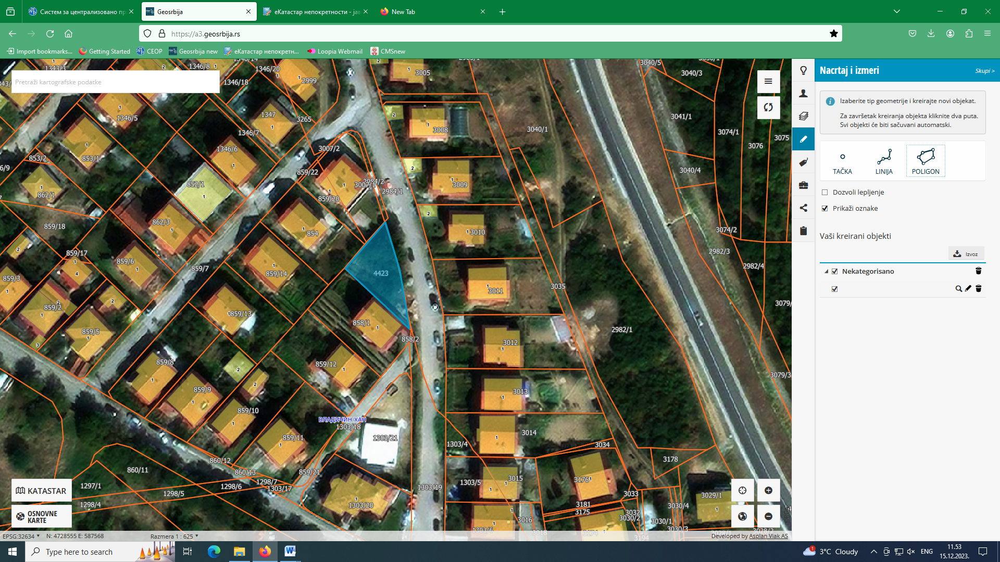 Систем за централизовано пр
Geosrbija
еКатастар непокретности - јав
New Tab
https://a3.geosrbija.rs
Import bookmarks...
Getting Started
CEOP
Geosrbija new
еКатастар непокретн...
Loopia Webmail
CMSnew
Pretraži kartografske podatke
Nacrtaj i izmeri
Skupi >
Izaberite tip geometrije i kreirajte novi objekat.
Za završetak kreiranja objekta kliknite dva puta.
Svi objekti će biti sačuvani automatski.
TAČKA
LINIJA
POLIGON
Dozvoli lepljenje
Prikaži oznake
Vaši kreirani objekti
Izvoz
Nekategorisano
1343/3
1346/8
1346/20
1346/18
2999
3005
3040/5
3040/3
1346/5
1347
3265
1346/7
3008
3040/1
3041/1
3074/1
3075
3076
853/2
853/1
1346/6
3007/2
859/22
3040/4
852/1
3007/1
2984/2
2984/1
3009
862/1
859/20
859/18
862/3
854
3010
3074/2
2982/3
859/17
859/6
859/7
859/14
4423
2982/4
859/3
3011
3035
859/2
859/13
858/1
2982/1
859/5
858/2
3012
859/8
859/12
3079/3
859/9
3013
859/10
ВЛАДИЧИН ХАН
1303/18
1303/21
3014
859/11
1303/4
3034
860/12
3178
860/11
860/13
859/21
1303/5
3015
3176
1297/1
1298/5
1298/6
1298/7
1303/17
1303/19
3033
3029/1
1298/4
1303/20
3181
3175
3032
3030/4
3030/2
3030/1
3016
1303/6
3018
3174
3030/3
3194
KATASTAR
OSNOVNE
KARTE
EPSG:32634
N: 4728555 E: 587568
Razmera 1 : 625
Developed by Asplan Viak AS
Type here to search
1
3°C Cloudy
ENG
11.53
15.12.2023.